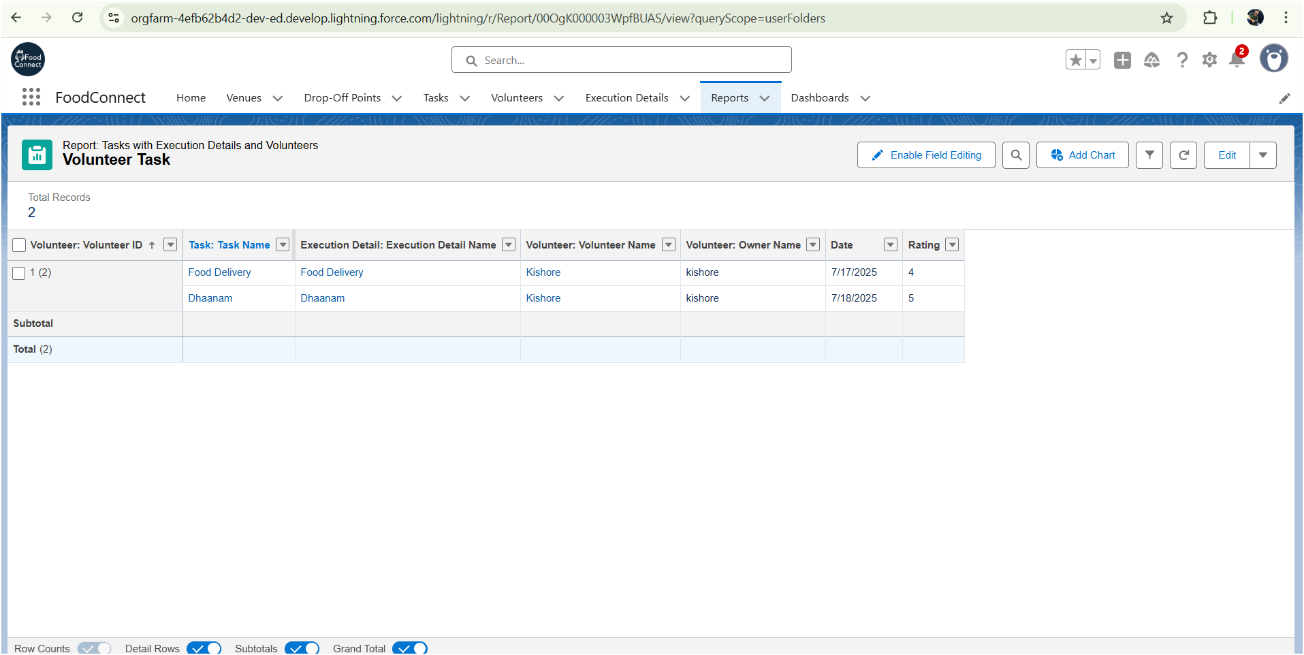 orgfarm-4efb62b4d2-dev-ed.develop.lightning.force.com/lightning/r/Report/00OgK000003WpfBUAS/view?queryScope=userFolders
Food
Connect
Search...
2
FoodConnect Home Venues Drop-Off Points Tasks Volunteers Execution Details Reports Dashboards
Report: Tasks with Execution Details and Volunteers
Volunteer Task
Enable Field Editing Add Chart Edit
Total Records
2
Volunteer: Volunteer ID ↑ Task: Task Name Execution Detail: Execution Detail Name Volunteer: Volunteer Name Volunteer: Owner Name Date Rating
1 (2) Food Delivery Food Delivery Kishore kishore 7/17/2025 4
Dhaanam Dhaanam Kishore kishore 7/18/2025 5
Subtotal
Total (2)
Row Counts Detail Rows Subtotals Grand Total